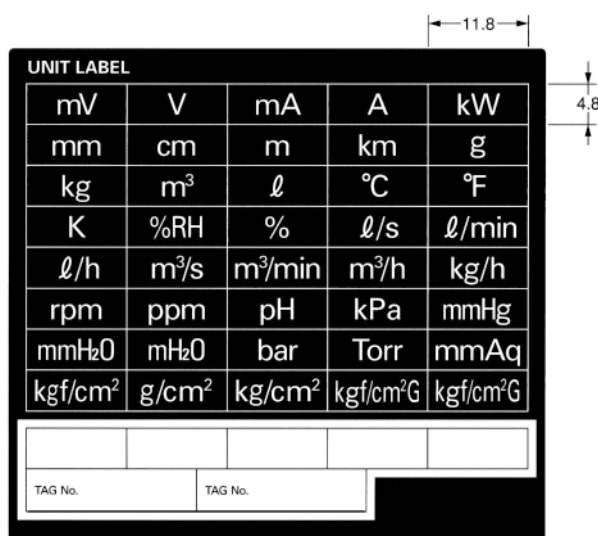 11.8
UNIT LABEL
4.8
mV V mA A kW
mm cm m km g
kg m³ ℓ °C °F
K %RH % ℓ/s ℓ/min
ℓ/h m³/s m³/min m³/h kg/h
rpm ppm pH kPa mmHg
mmH₂O mH₂O bar Torr mmAq
kgf/cm² g/cm² kg/cm² kgf/cm²G kgf/cm²G
TAG No. TAG No.